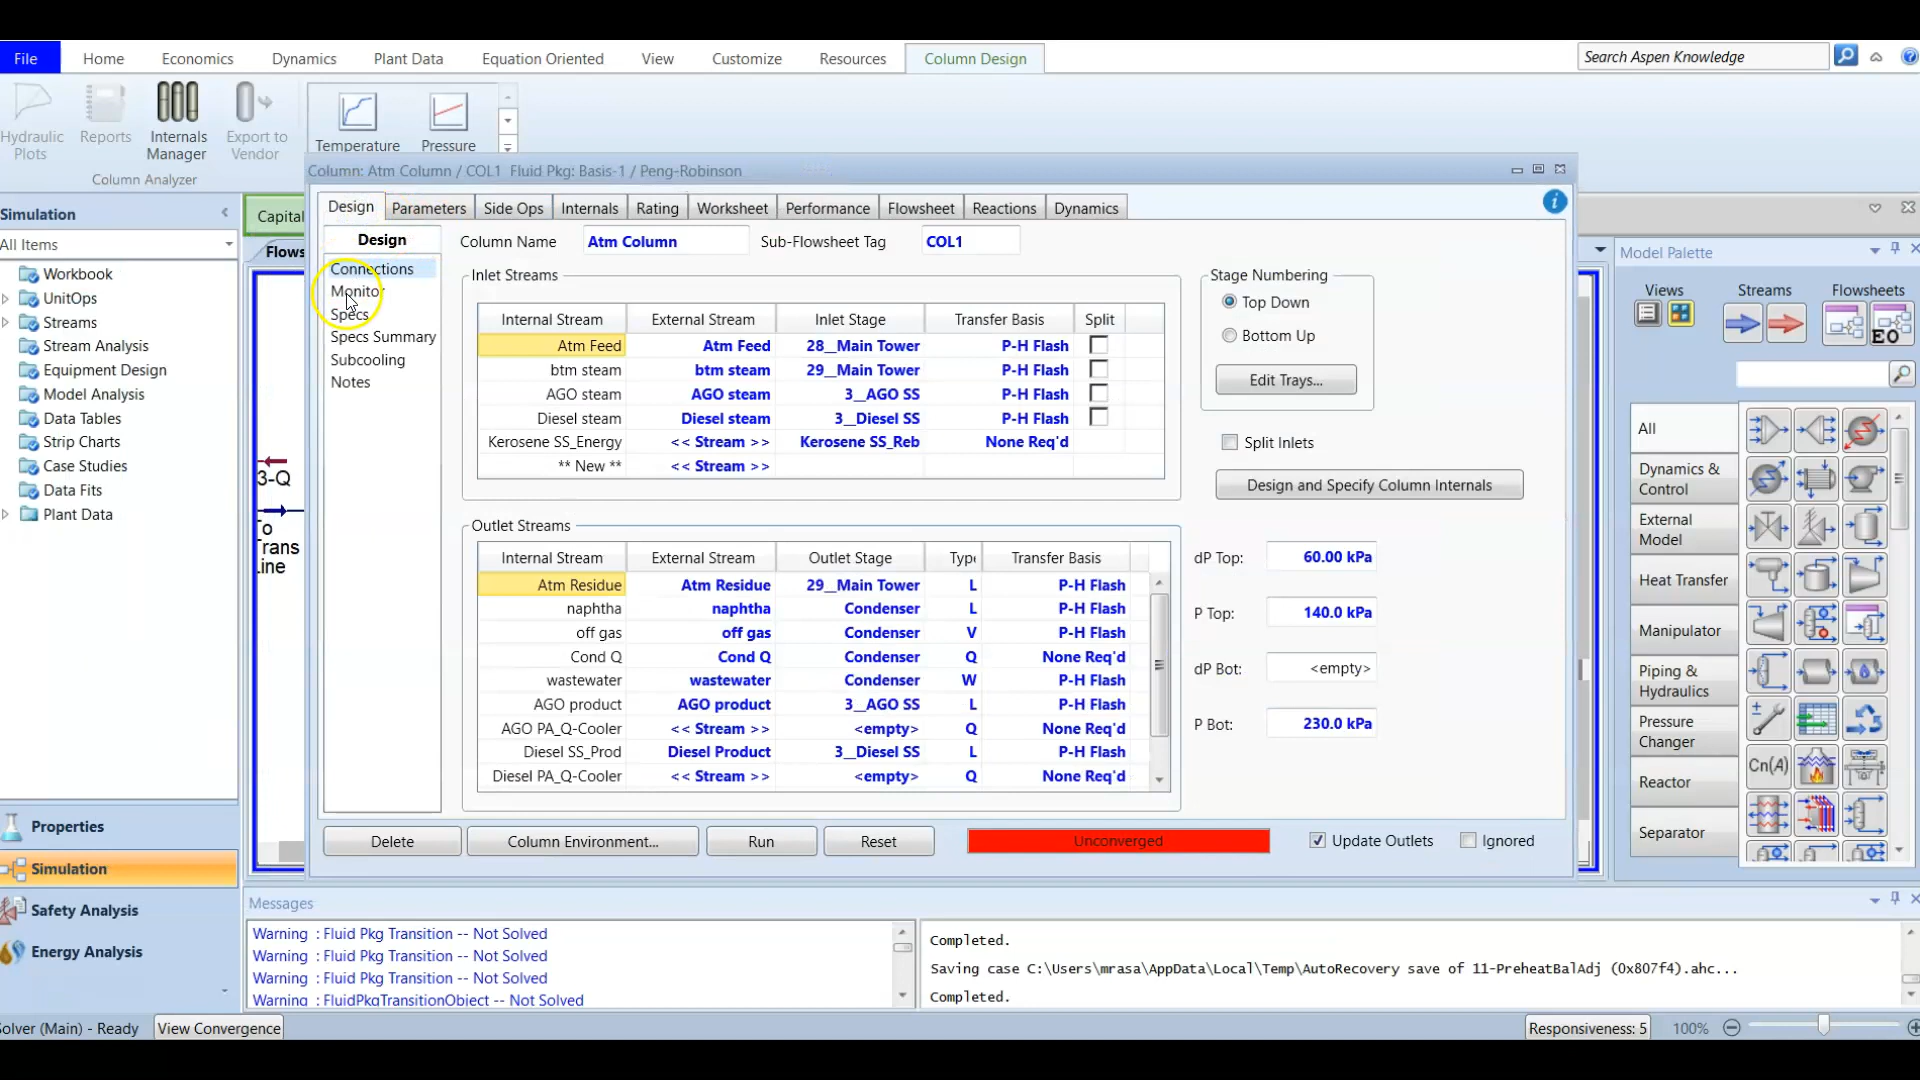 File Home Economics Dynamics Plant Data Equation Oriented View Customize Resources Column Design Search Aspen Knowledge
Hydraulic Plots
Reports
Internals Manager
Export to Vendor
Temperature
Pressure
Column Analyzer
Column: Atm Column / COL1 Fluid Pkg: Basis-1 / Peng-Robinson
Simulation
All Items
Workbook
UnitOps
Streams
Stream Analysis
Equipment Design
Model Analysis
Data Tables
Strip Charts
Case Studies
Data Fits
Plant Data
Properties
Simulation
Safety Analysis
Energy Analysis
Capital
Flows
3-Q
To
Trans
Line
Design Parameters Side Ops Internals Rating Worksheet Performance Flowsheet Reactions Dynamics
Design
Connections
Monitor
Specs
Specs Summary
Subcooling
Notes
Column Name Atm Column Sub-Flowsheet Tag COL1
Inlet Streams
Internal Stream External Stream Inlet Stage Transfer Basis Split
Atm Feed Atm Feed 28__Main Tower P-H Flash
btm steam btm steam 29__Main Tower P-H Flash
AGO steam AGO steam 3__AGO SS P-H Flash
Diesel steam Diesel steam 3__Diesel SS P-H Flash
Kerosene SS_Energy << Stream >> Kerosene SS_Reb None Req'd
** New ** << Stream >>
Stage Numbering
Top Down
Bottom Up
Edit Trays...
Split Inlets
Design and Specify Column Internals
Outlet Streams
Internal Stream External Stream Outlet Stage Type Transfer Basis
Atm Residue Atm Residue 29__Main Tower L P-H Flash
naphtha naphtha Condenser L P-H Flash
off gas off gas Condenser V P-H Flash
Cond Q Cond Q Condenser Q None Req'd
wastewater wastewater Condenser W P-H Flash
AGO product AGO product 3__AGO SS L P-H Flash
AGO PA_Q-Cooler << Stream >> <empty> Q None Req'd
Diesel SS_Prod Diesel Product 3__Diesel SS L P-H Flash
Diesel PA_Q-Cooler << Stream >> <empty> Q None Req'd
dP Top: 60.00 kPa
P Top: 140.0 kPa
dP Bot: <empty>
P Bot: 230.0 kPa
Delete Column Environment... Run Reset Unconverged Update Outlets Ignored
Model Palette
Views Streams Flowsheets
EO
All
Dynamics & Control
External Model
Heat Transfer
Manipulator
Piping & Hydraulics
Pressure Changer
Reactor
Separator
Cn(A)
Messages
Warning : Fluid Pkg Transition -- Not Solved
Warning : Fluid Pkg Transition -- Not Solved
Warning : Fluid Pkg Transition -- Not Solved
Warning : FluidPkgTransitionObject -- Not Solved
Completed.
Saving case C:\Users\mrasa\AppData\Local\Temp\AutoRecovery save of 11-PreheatBalAdj (0x807f4).ahc...
Completed.
Solver (Main) - Ready View Convergence Responsiveness: 5 100%